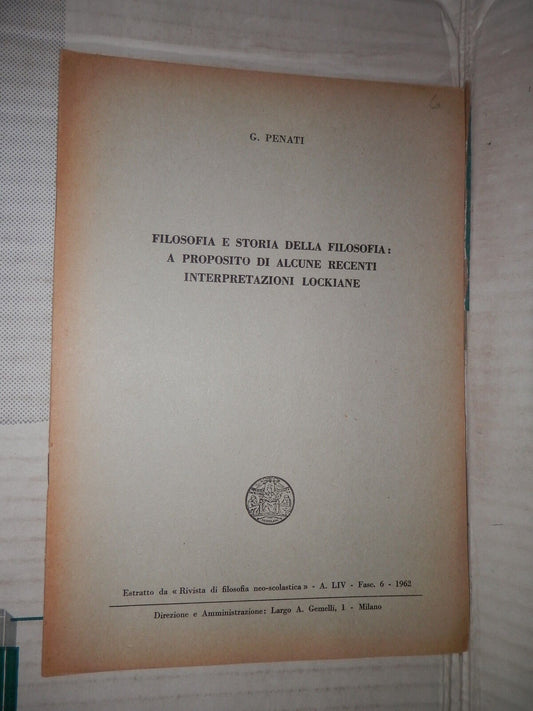 G. PENATI
FILOSOFIA E STORIA DELLA FILOSOFIA:
A PROPOSITO DI ALCUNE RECENTI
INTERPRETAZIONI LOCKIANE
Estratto da « Rivista di filosofia neo-scolastica » - A. LIV - Fasc. 6 - 1962
Direzione e Amministrazione: Largo A. Gemelli, 1 - Milano